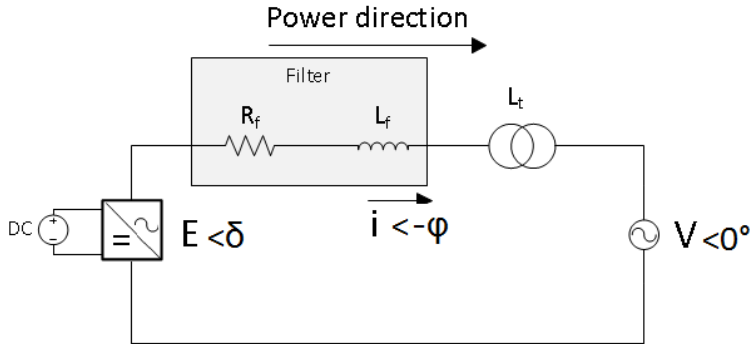 Power direction
Filter
Rf
Lf
Lt
i <-φ
DC
+
−
=
E <δ
V <0°